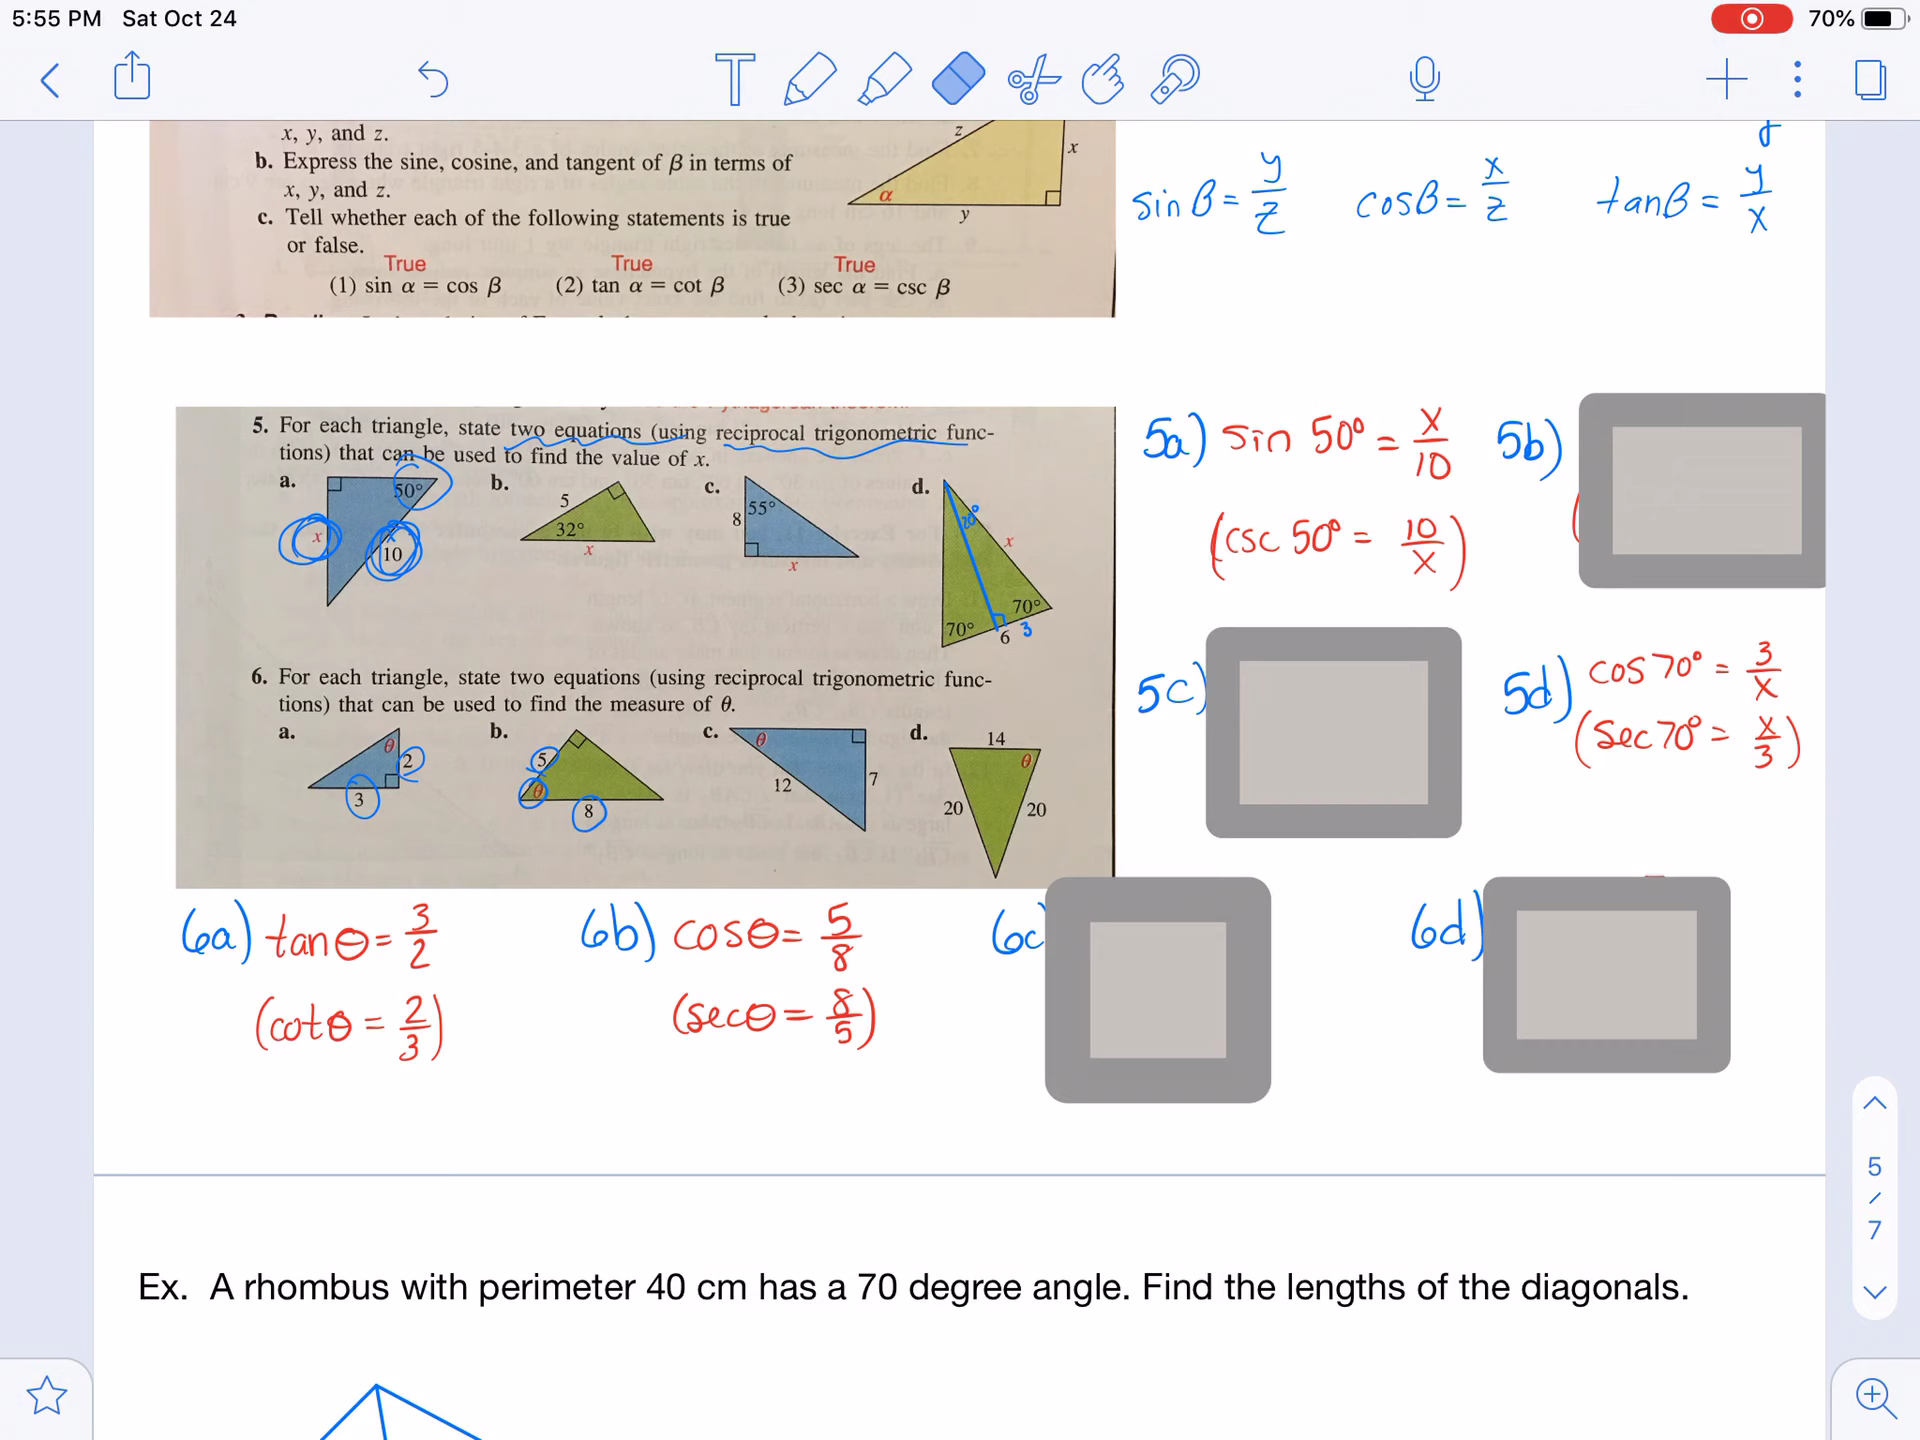 5:55 PM Sat Oct 24
70%
x, y, and z.
b. Express the sine, cosine, and tangent of β in terms of
x, y, and z.
c. Tell whether each of the following statements is true
or false.
True True True
(1) sin α = cos β (2) tan α = cot β (3) sec α = csc β
z
x
α
y
sin β = y/z cos β = x/z tan β = y/x
5. For each triangle, state two equations (using reciprocal trigonometric func-
tions) that can be used to find the value of x.
a. 50° x 10
b. 5 32° x
c. 8 55° x
d. 20° x 70° 70° 6 3
6. For each triangle, state two equations (using reciprocal trigonometric func-
tions) that can be used to find the measure of θ.
a. θ 2 3
b. 5 θ 8
c. θ 12 7
d. 14 θ 20 20
5a) sin 50° = x/10
(csc 50° = 10/x)
5b)
5c)
5d) cos 70° = 3/x
(sec 70° = x/3)
6a) tan θ = 3/2
(cot θ = 2/3)
6b) cos θ = 5/8
(sec θ = 8/5)
6c
6d)
Ex. A rhombus with perimeter 40 cm has a 70 degree angle. Find the lengths of the diagonals.
5
/
7